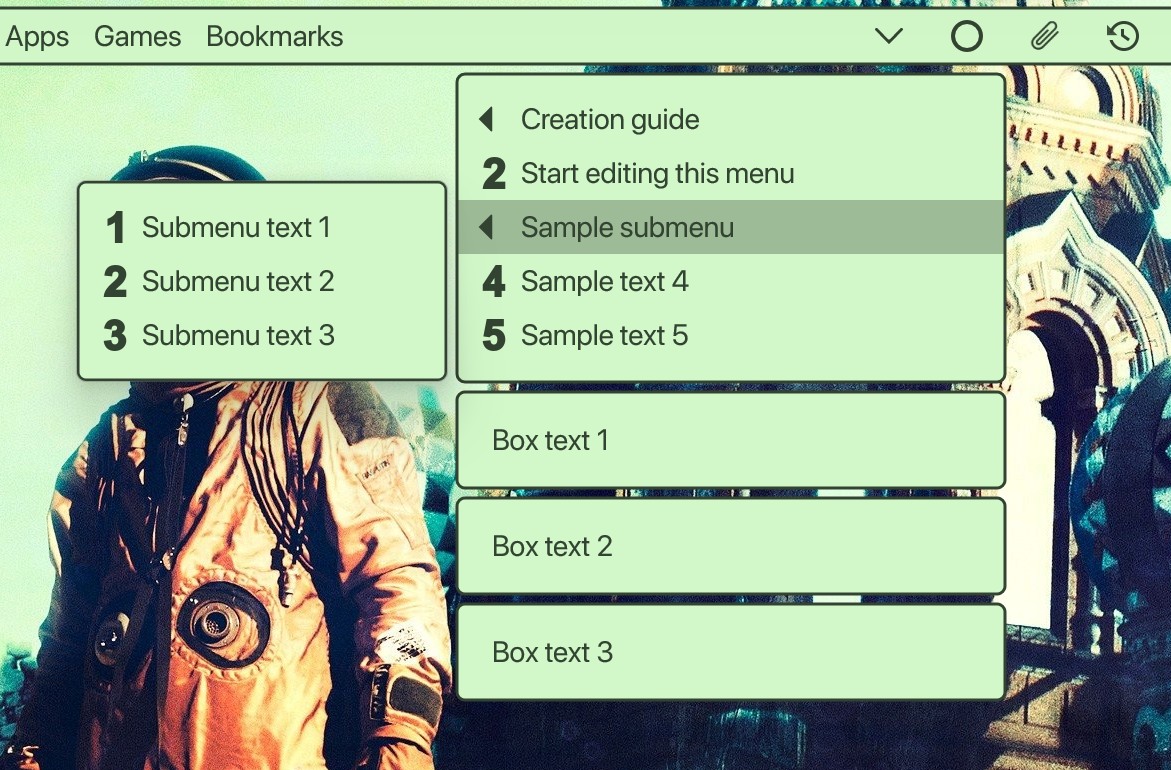 Apps Games Bookmarks
Creation guide
2 Start editing this menu
Sample submenu
4 Sample text 4
5 Sample text 5
1 Submenu text 1
2 Submenu text 2
3 Submenu text 3
Box text 1
Box text 2
Box text 3